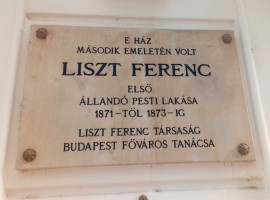 E HÁZ
MÁSODIK EMELETÉN VOLT
LISZT FERENC
ELSŐ
ÁLLANDÓ PESTI LAKÁSA
1871-TŐL 1873-IG
LISZT FERENC TÁRSASÁG
BUDAPEST FŐVÁROS TANÁCSA